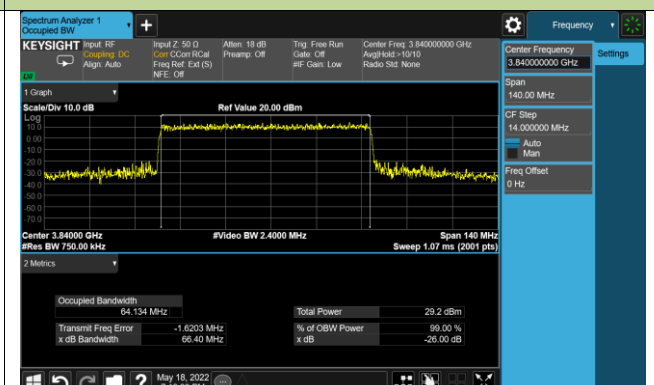 Spectrum Analyzer 1
Occupied BW
Frequency
KEYSIGHT
Input: RF
Coupling: DC
Align: Auto
Input Z: 50 Ω
Corr CCorr RCal
Freq Ref: Ext (S)
NFE: Off
Atten: 18 dB
Preamp: Off
Trig: Free Run
Gate: Off
#IF Gain: Low
Center Freq: 3.840000000 GHz
Avg|Hold:>10/10
Radio Std: None
Center Frequency
3.840000000 GHz
Settings
Span
140.00 MHz
CF Step
14.000000 MHz
Auto
Man
Freq Offset
0 Hz
1 Graph
Scale/Div 10.0 dB
Ref Value 20.00 dBm
Log
10.0
0.00
-10.0
-20.0
-30.0
-40.0
-50.0
-60.0
-70.0
Center 3.84000 GHz
#Video BW 2.4000 MHz
Span 140 MHz
#Res BW 750.00 kHz
Sweep 1.07 ms (2001 pts)
2 Metrics
Occupied Bandwidth
64.134 MHz
Total Power
29.2 dBm
Transmit Freq Error
-1.6203 MHz
% of OBW Power
99.00 %
x dB Bandwidth
66.40 MHz
x dB
-26.00 dB
?
May 18, 2022